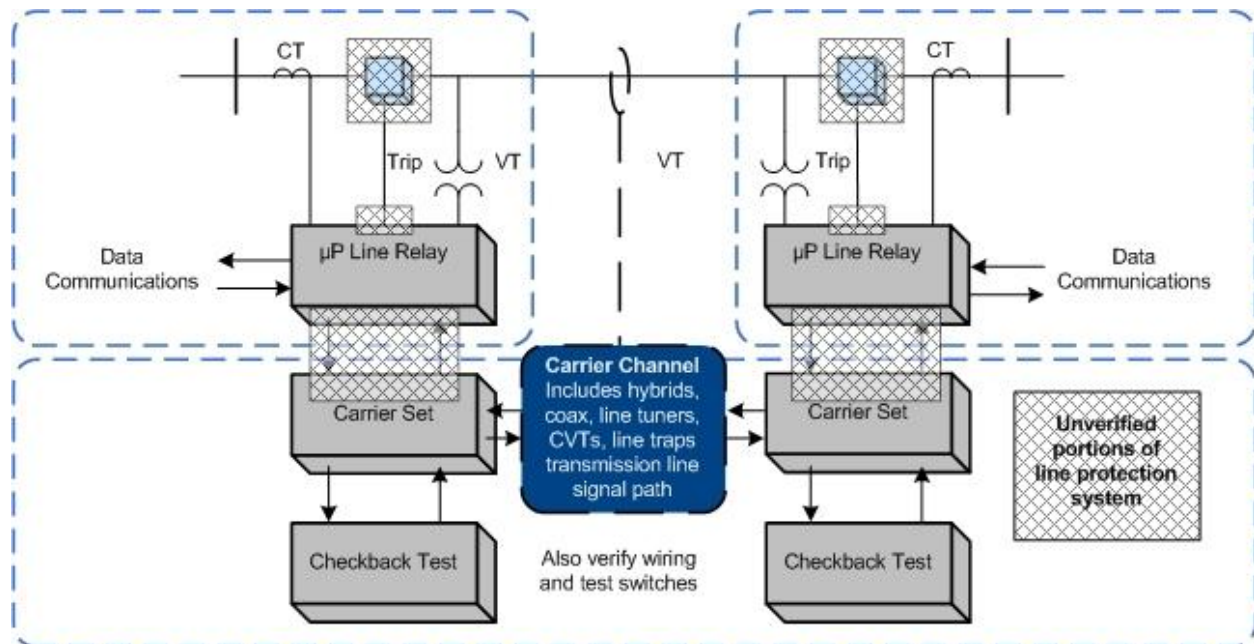 CT
CT
Trip
VT
VT
Trip
µP Line Relay
µP Line Relay
Data
Communications
Data
Communications
Carrier Channel
Includes hybrids,
coax, line tuners,
CVTs, line traps
transmission line
signal path
Carrier Set
Carrier Set
Unverified
portions of
line protection
system
Checkback Test
Also verify wiring
and test switches
Checkback Test